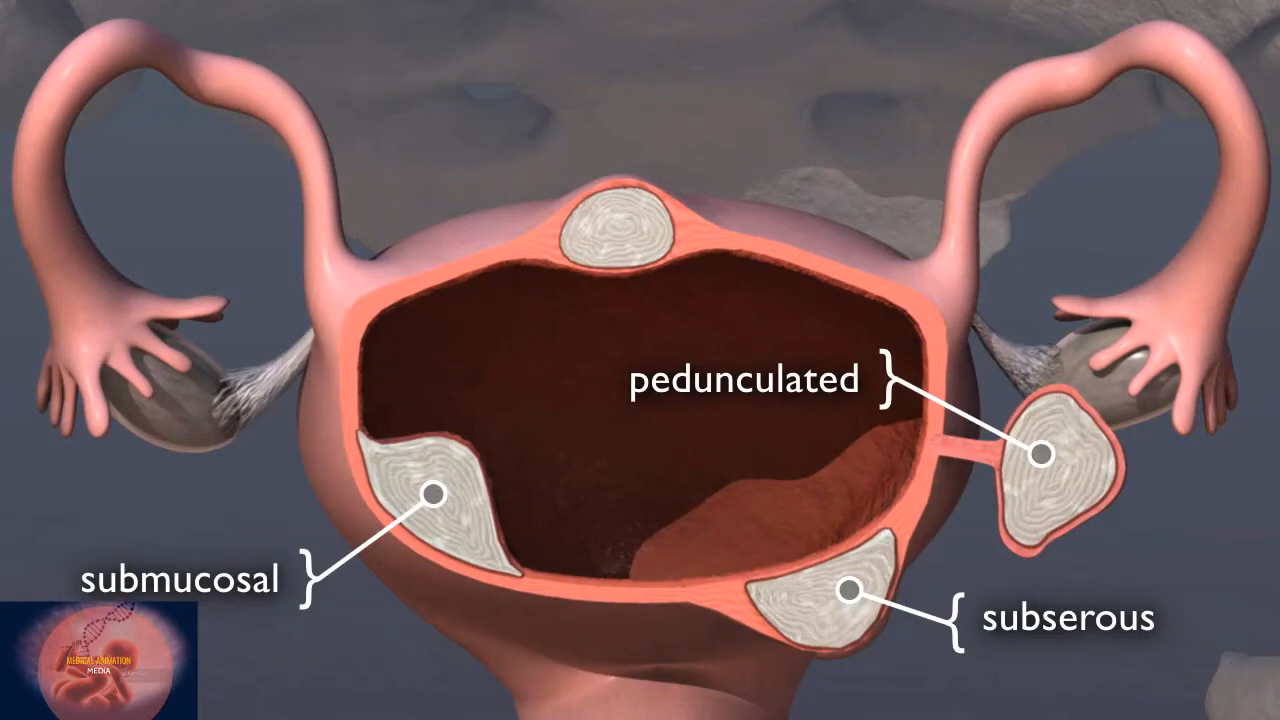 pedunculated
submucosal
subserous
MEDICAL ANIMATION
MEDIA